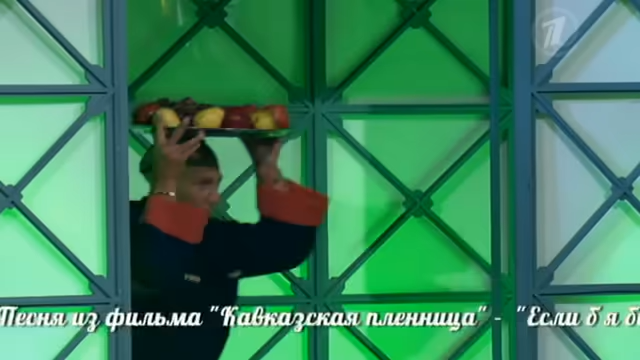 Песня из фильма "Кавказская пленница" - "Если б я б